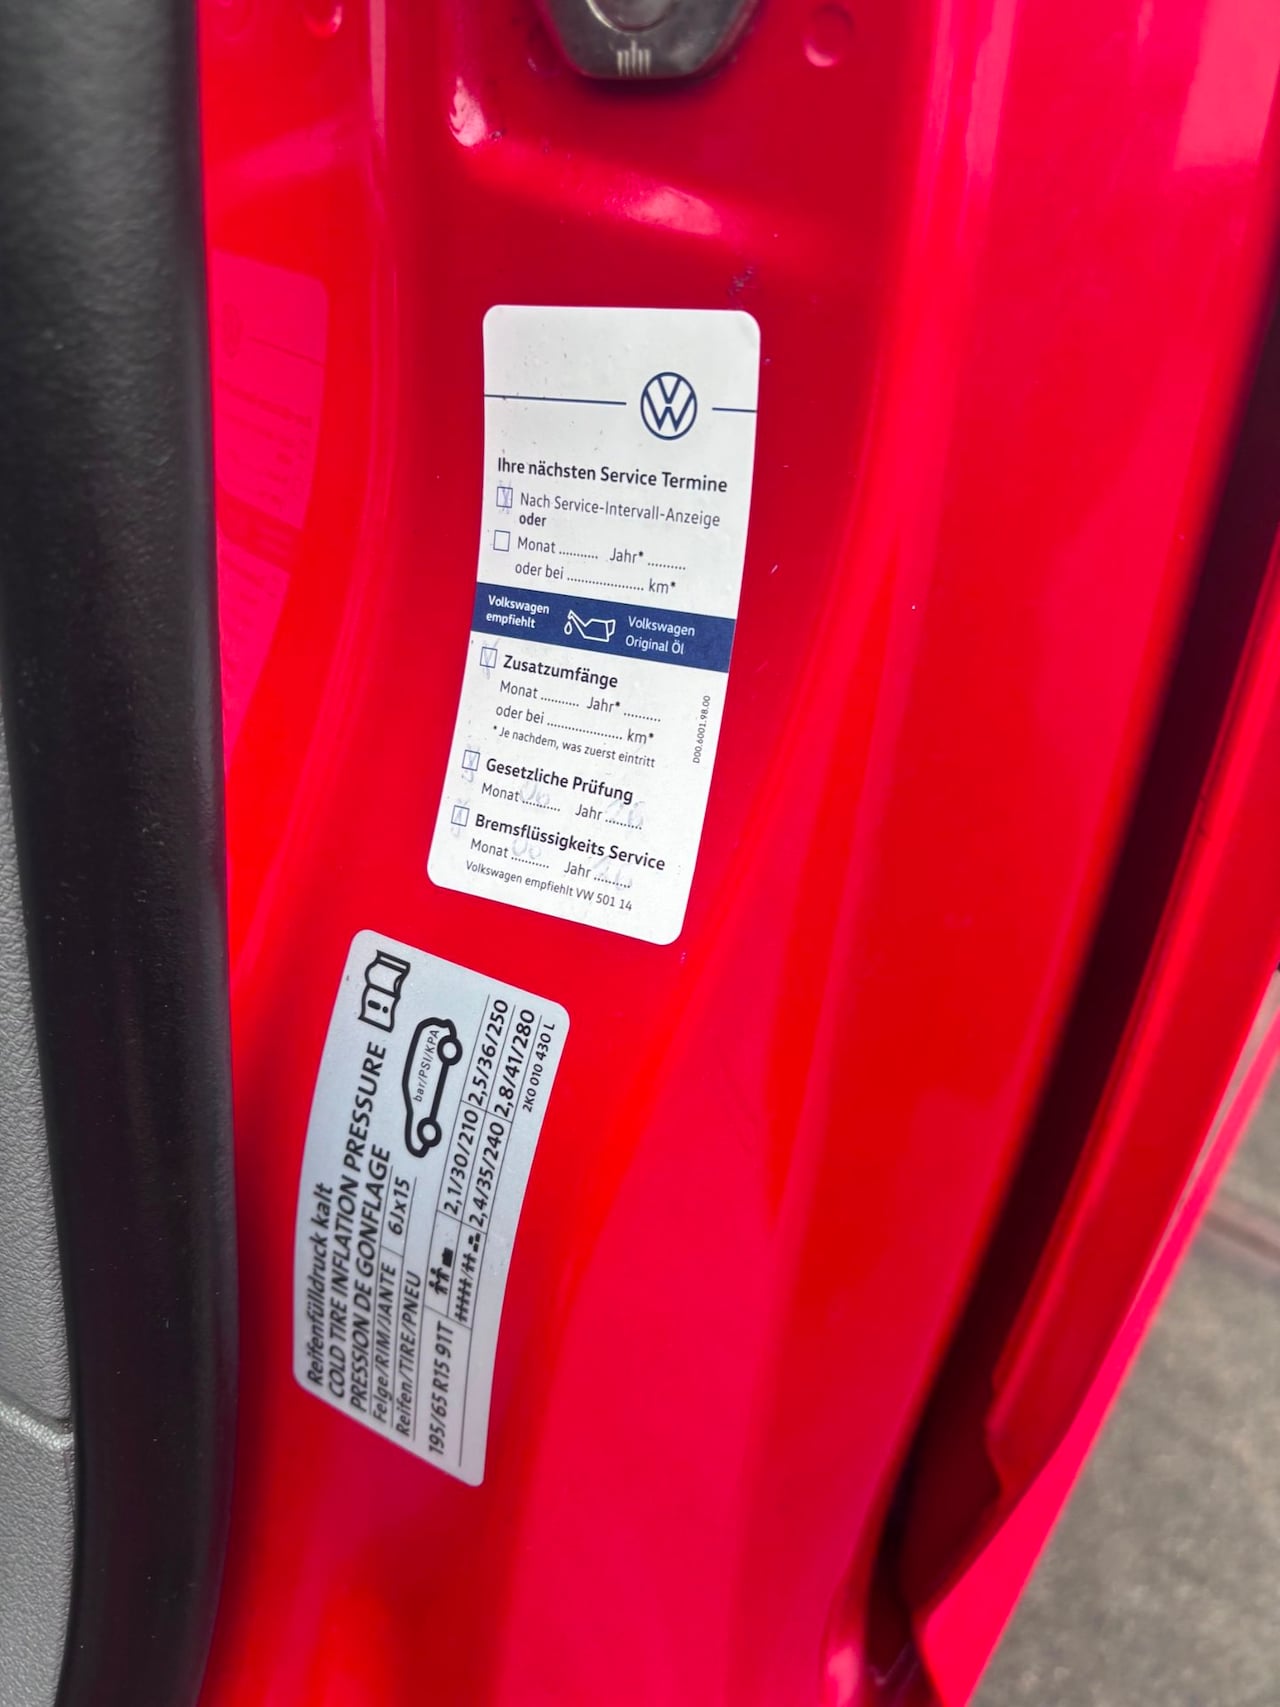 Ihre nächsten Service Termine
Nach Service-Intervall-Anzeige
oder
Monat ........... Jahr* ..........
oder bei ..................... km*
Volkswagen empfiehlt
Volkswagen Original Öl
Zusatzumfänge
Monat ........... Jahr* ..........
oder bei ..................... km*
* Je nachdem, was zuerst eintritt
D00.6001.98.00
Gesetzliche Prüfung
Monat .......... Jahr ..........
Bremsflüssigkeits Service
Monat .......... Jahr ..........
Volkswagen empfiehlt VW 501 14
Reifenfülldruck kalt
COLD TIRE INFLATION PRESSURE
PRESSION DE GONFLAGE
Felge/RIM/JANTE 6Jx15
Reifen/TIRE/PNEU
bar/PSI/KPA
195/65 R15 91T 2,1/30/210 2,5/36/250
2,4/35/240 2,8/41/280
2K0 010 430 L